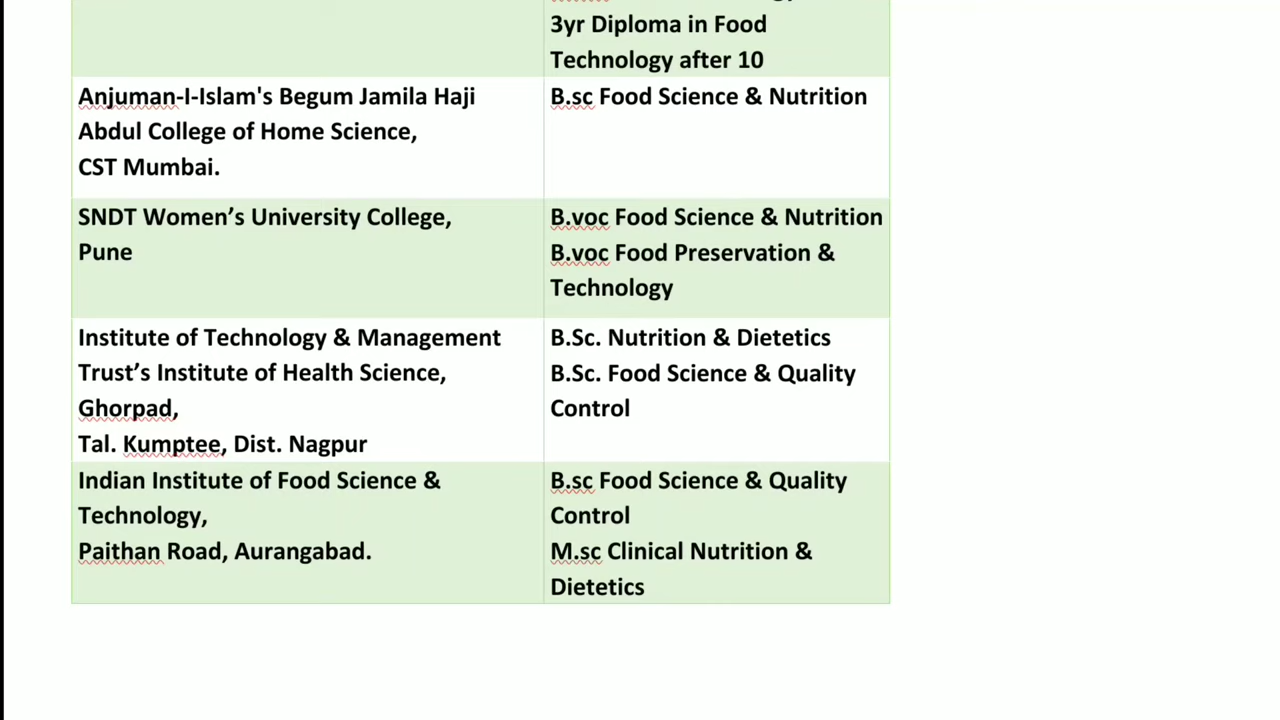 3yr Diploma in Food
Technology after 10
Anjuman-I-Islam's Begum Jamila Haji
Abdul College of Home Science,
CST Mumbai.
B.sc Food Science & Nutrition
SNDT Women’s University College,
Pune
B.voc Food Science & Nutrition
B.voc Food Preservation &
Technology
Institute of Technology & Management
Trust’s Institute of Health Science,
Ghorpad,
Tal. Kumptee, Dist. Nagpur
B.Sc. Nutrition & Dietetics
B.Sc. Food Science & Quality
Control
Indian Institute of Food Science &
Technology,
Paithan Road, Aurangabad.
B.sc Food Science & Quality
Control
M.sc Clinical Nutrition &
Dietetics